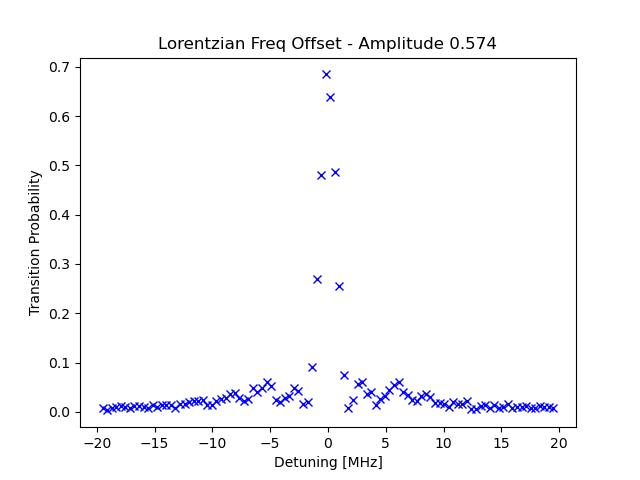 Lorentzian Freq Offset - Amplitude 0.574
Transition Probability
0.7
0.6
0.5
0.4
0.3
0.2
0.1
0.0
−20 −15 −10 −5 0 5 10 15 20
Detuning [MHz]